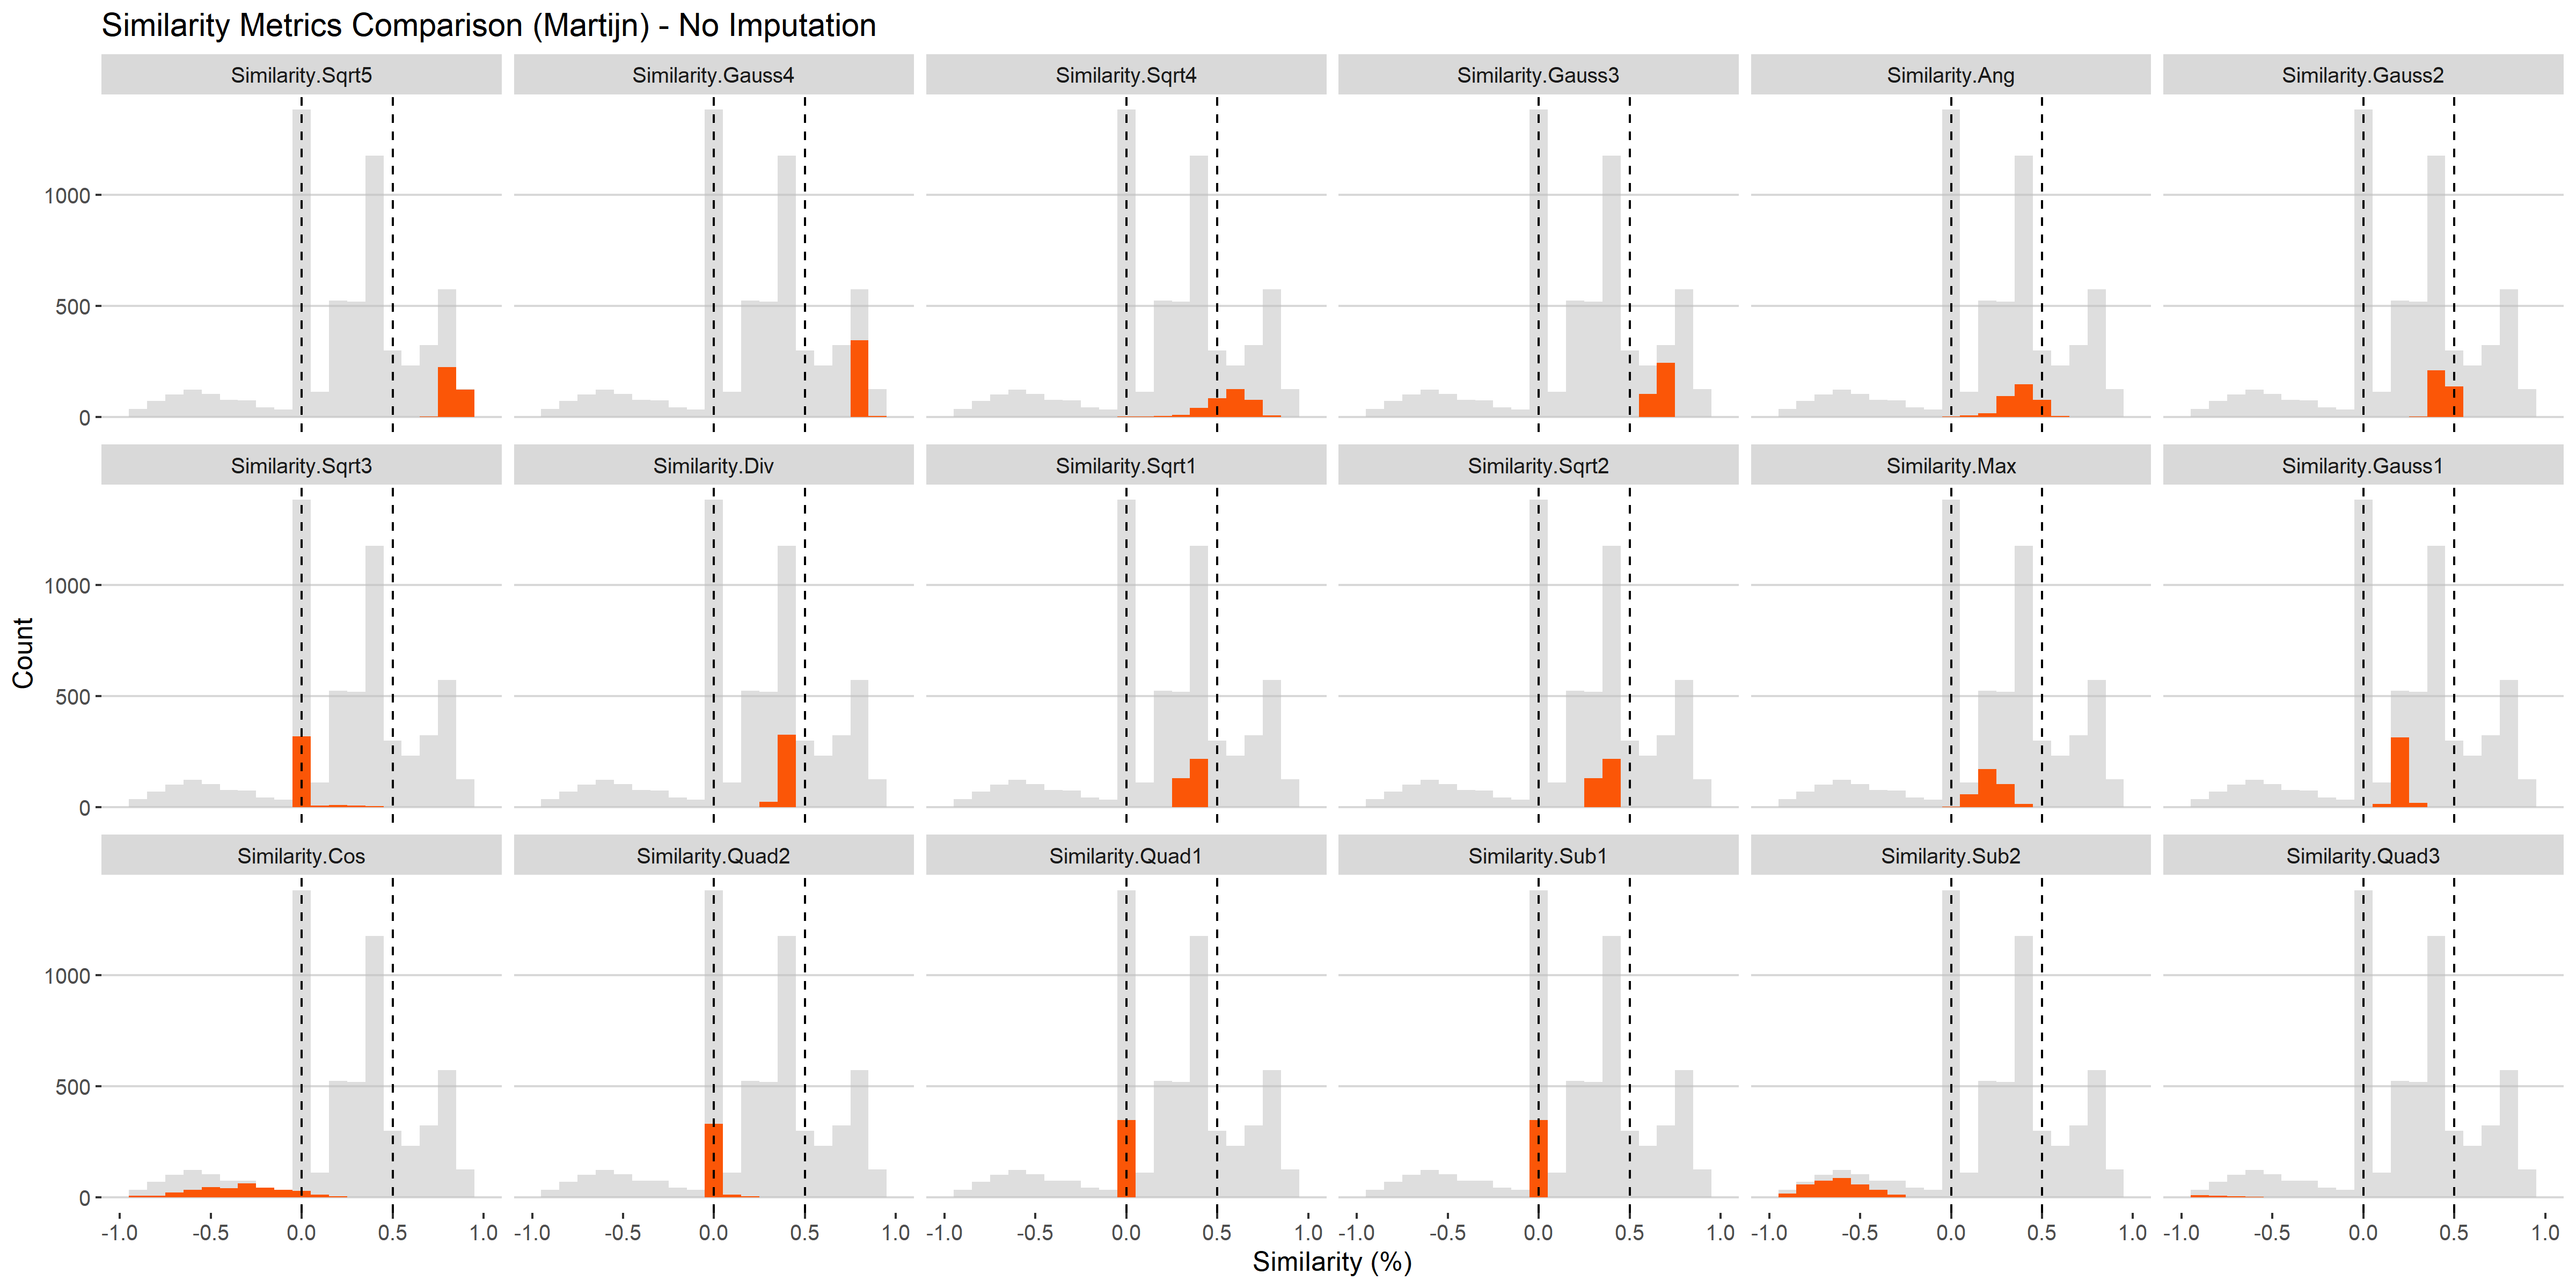 Similarity Metrics Comparison (Martijn) - No Imputation
Similarity.Sqrt5
Similarity.Gauss4
Similarity.Sqrt4
Similarity.Gauss3
Similarity.Ang
Similarity.Gauss2
1000
500
0
Similarity.Sqrt3
Similarity.Div
Similarity.Sqrt1
Similarity.Sqrt2
Similarity.Max
Similarity.Gauss1
1000
500
0
Count
Similarity.Cos
Similarity.Quad2
Similarity.Quad1
Similarity.Sub1
Similarity.Sub2
Similarity.Quad3
1000
500
0
-1.0 -0.5 0.0 0.5 1.0
-1.0 -0.5 0.0 0.5 1.0
-1.0 -0.5 0.0 0.5 1.0
-1.0 -0.5 0.0 0.5 1.0
-1.0 -0.5 0.0 0.5 1.0
-1.0 -0.5 0.0 0.5 1.0
Similarity (%)